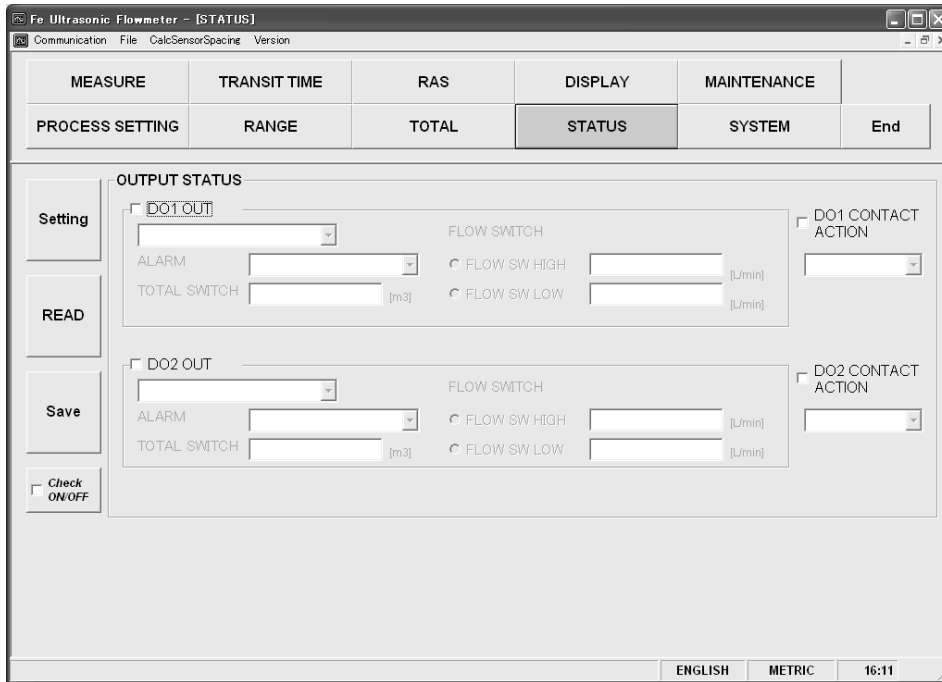 Fe Ultrasonic Flowmeter - [STATUS]
Communication File CalcSensorSpacing Version
MEASURE TRANSIT TIME RAS DISPLAY MAINTENANCE
PROCESS SETTING RANGE TOTAL STATUS SYSTEM End
Setting
READ
Save
Check
ON/OFF
OUTPUT STATUS
DO1 OUT
FLOW SWITCH
ALARM
FLOW SW HIGH
[L/min]
TOTAL SWITCH
[m3]
FLOW SW LOW
[L/min]
DO1 CONTACT
ACTION
DO2 OUT
FLOW SWITCH
ALARM
FLOW SW HIGH
[L/min]
TOTAL SWITCH
[m3]
FLOW SW LOW
[L/min]
DO2 CONTACT
ACTION
ENGLISH METRIC 16:11